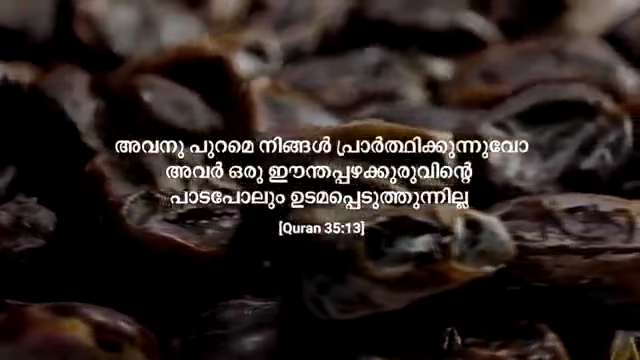 അവനു പുറമെ നിങ്ങൾ പ്രാർത്ഥിക്കുന്നുവോ
അവർ ഒരു ഈന്തപ്പഴക്കുരുവിന്റെ
പാടപോലും ഉടമപ്പെടുത്തുന്നില്ല
[Quran 35:13]